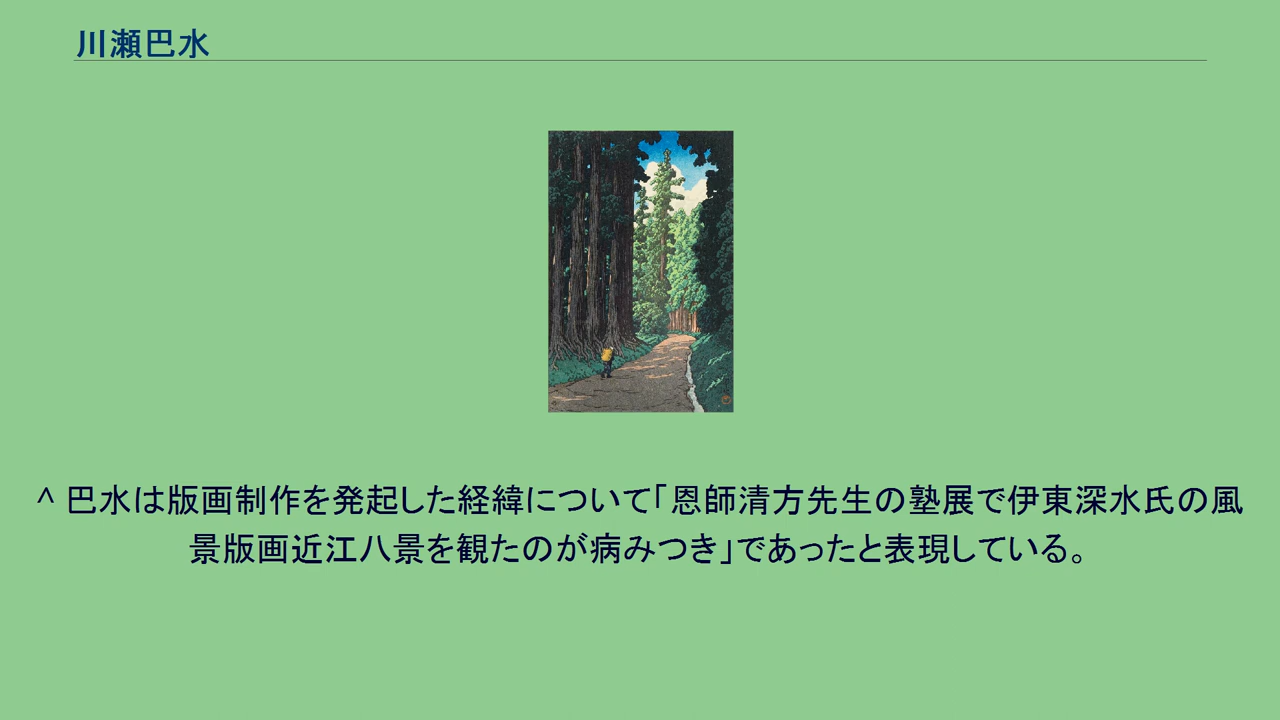 川瀬巴水
^ 巴水は版画制作を発起した経緯について「恩師清方先生の塾展で伊東深水氏の風
景版画近江八景を観たのが病みつき」であったと表現している。